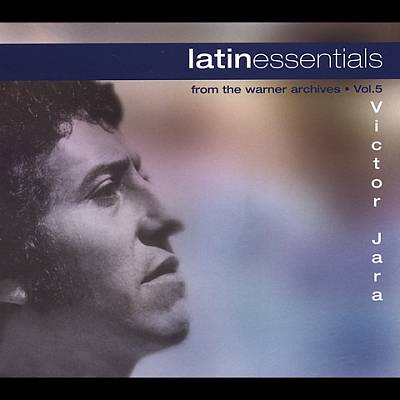 latinessentials
from the warner archives • Vol.5
Victor Jara